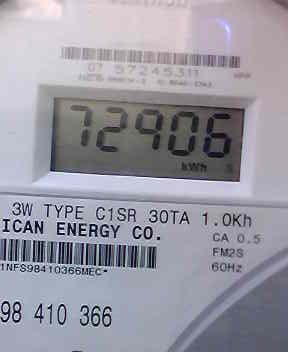 07 57245311
72906
kWh
3W TYPE C1SR 30TA 1.0Kh
ICAN ENERGY CO.
CA 0.5
FM2S
1NFS98410366MEC*
60Hz
98 410 366